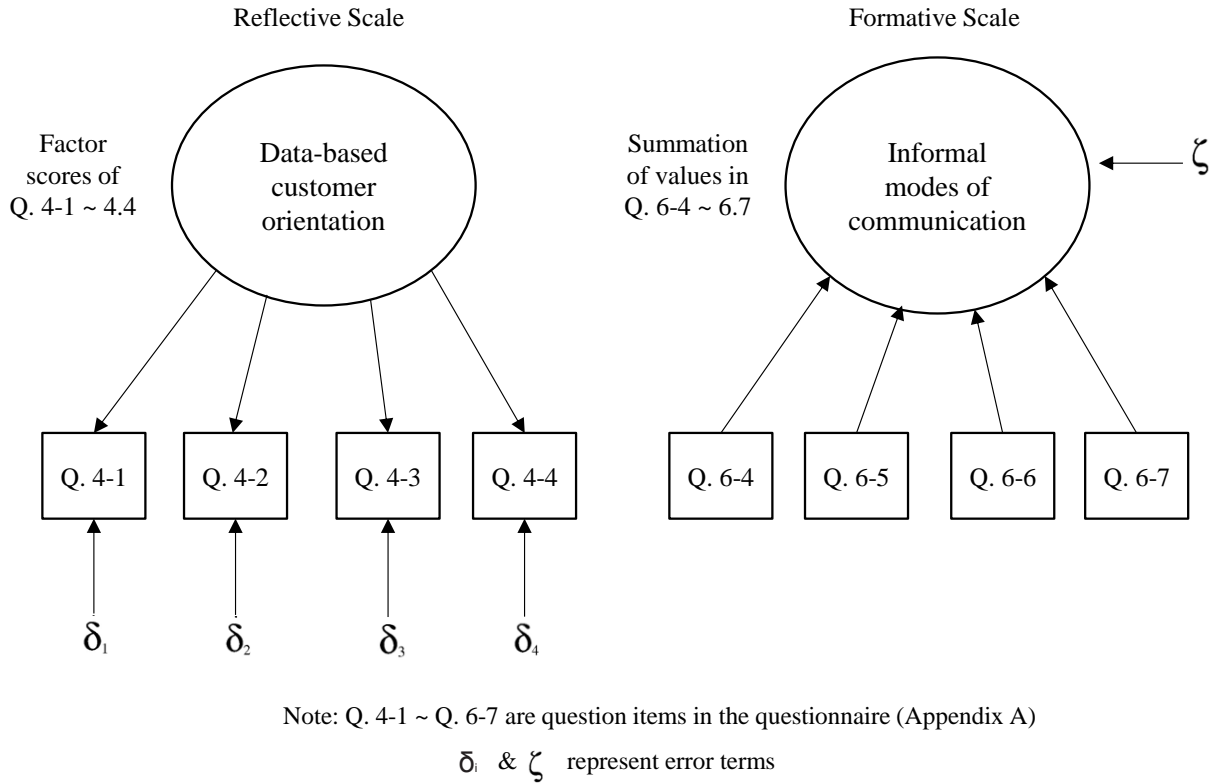 Reflective Scale
Factor
scores of
Q. 4-1 ~ 4.4
Data-based
customer
orientation
Q. 4-1
Q. 4-2
Q. 4-3
Q. 4-4
δ1
δ2
δ3
δ4
Formative Scale
Summation
of values in
Q. 6-4 ~ 6.7
Informal
modes of
communication
ζ
Q. 6-4
Q. 6-5
Q. 6-6
Q. 6-7
Note: Q. 4-1 ~ Q. 6-7 are question items in the questionnaire (Appendix A)
δi & ζ represent error terms